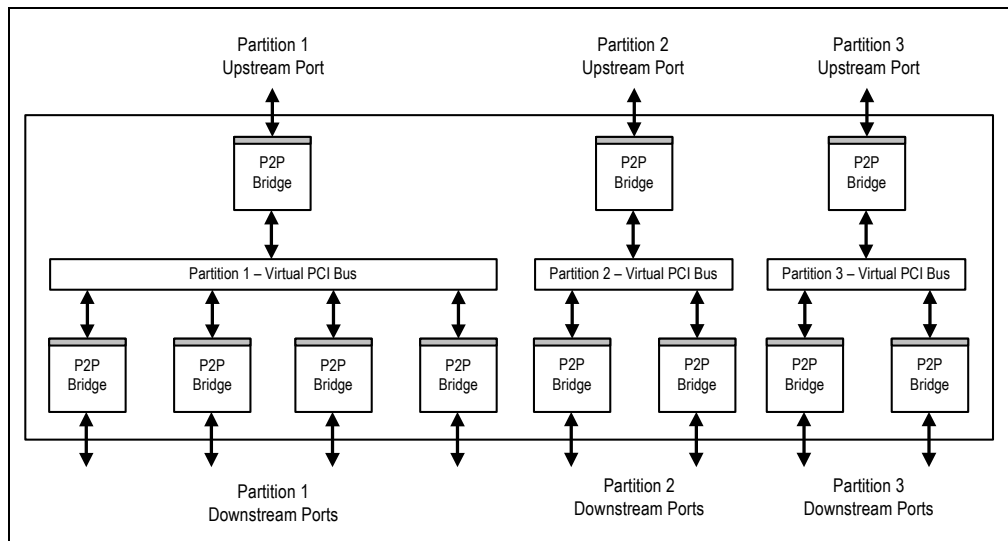 Partition 1
Upstream Port
Partition 2
Upstream Port
Partition 3
Upstream Port
P2P
Bridge
P2P
Bridge
P2P
Bridge
Partition 1 – Virtual PCI Bus
Partition 2 – Virtual PCI Bus
Partition 3 – Virtual PCI Bus
P2P
Bridge
P2P
Bridge
P2P
Bridge
P2P
Bridge
P2P
Bridge
P2P
Bridge
P2P
Bridge
P2P
Bridge
Partition 1
Downstream Ports
Partition 2
Downstream Ports
Partition 3
Downstream Ports